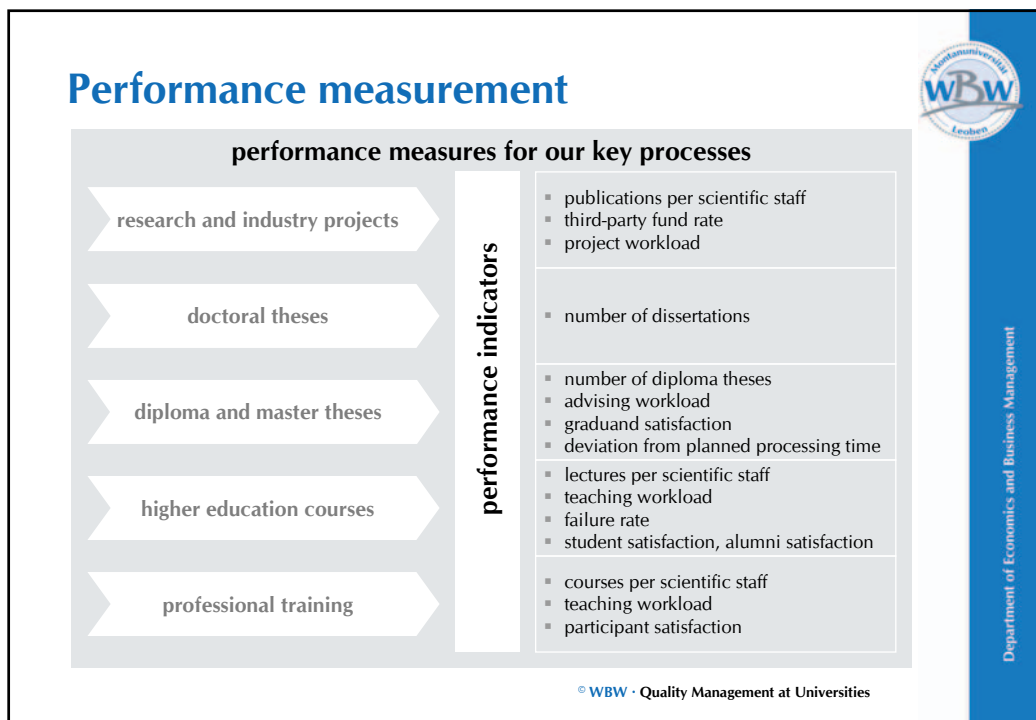 Performance measurement
Montanuniversität
WBW
Leoben
performance measures for our key processes
research and industry projects
▪ publications per scientific staff
▪ third-party fund rate
▪ project workload
doctoral theses
▪ number of dissertations
diploma and master theses
▪ number of diploma theses
▪ advising workload
▪ graduand satisfaction
▪ deviation from planned processing time
higher education courses
▪ lectures per scientific staff
▪ teaching workload
▪ failure rate
▪ student satisfaction, alumni satisfaction
professional training
▪ courses per scientific staff
▪ teaching workload
▪ participant satisfaction
performance indicators
Department of Economics and Business Management
© WBW · Quality Management at Universities